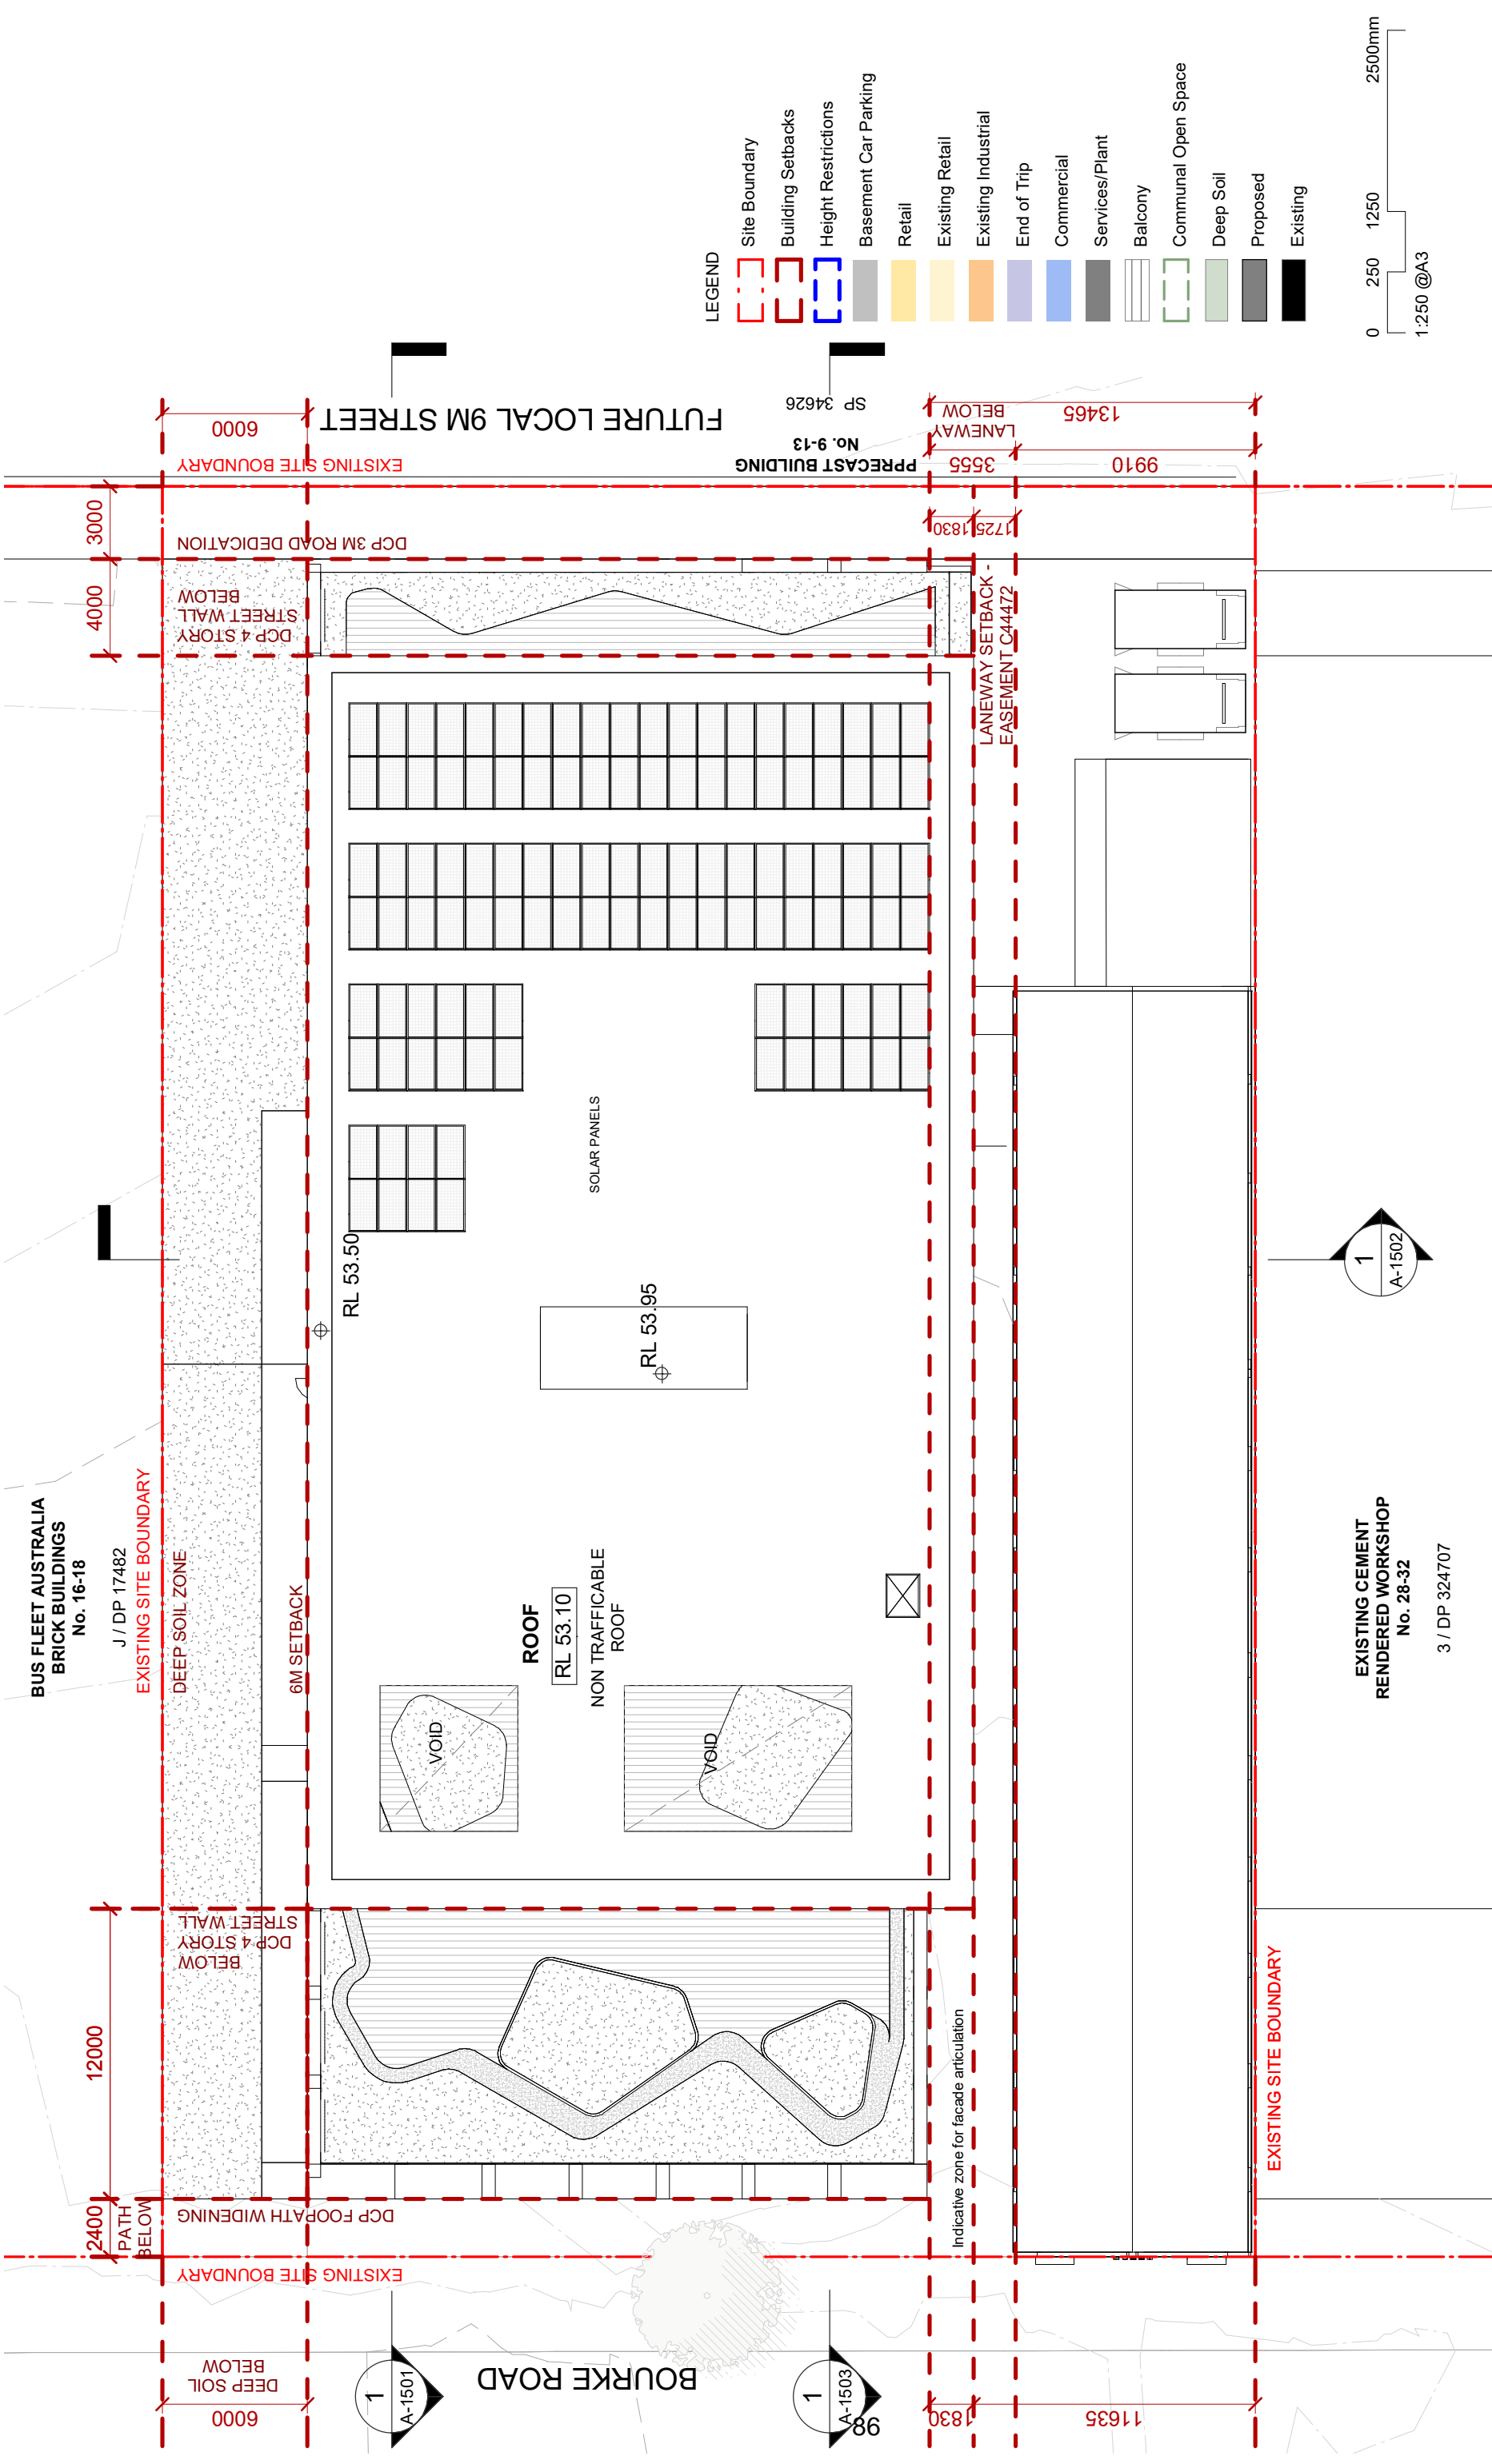 BUS FLEET AUSTRALIA
BRICK BUILDINGS
No. 16-18
J / DP 17482
EXISTING SITE BOUNDARY
DEEP SOIL ZONE
6M SETBACK
6000
DEEP SOIL
BELOW
2400
PATH
BELOW
12000
4000
3000
6000
EXISTING SITE BOUNDARY
DCP FOOPATH WIDENING
BELOW
DCP 4 STORY
STREET WALL
DCP 4 STORY
STREET WALL
BELOW
DCP 3M ROAD DEDICATION
EXISTING SITE BOUNDARY
FUTURE LOCAL 9M STREET
BOURKE ROAD
1
A-1501
1
A-1503
86
RL 53.50
RL 53.95
SOLAR PANELS
ROOF
RL 53.10
NON TRAFFICABLE
ROOF
VOID
VOID
PPRECAST BUILDING
No. 9-13
SP 34626
LANEWAY
BELOW
13465
3555
9910
1830
1725
LANEWAY SETBACK -
EASEMENT C44472
Indicative zone for facade articulation
1830
11635
EXISTING SITE BOUNDARY
EXISTING CEMENT
RENDERED WORKSHOP
No. 28-32
3 / DP 324707
1
A-1502
LEGEND
Site Boundary
Building Setbacks
Height Restrictions
Basement Car Parking
Retail
Existing Retail
Existing Industrial
End of Trip
Commercial
Services/Plant
Balcony
Communal Open Space
Deep Soil
Proposed
Existing
0 250 1250 2500mm
1:250 @A3